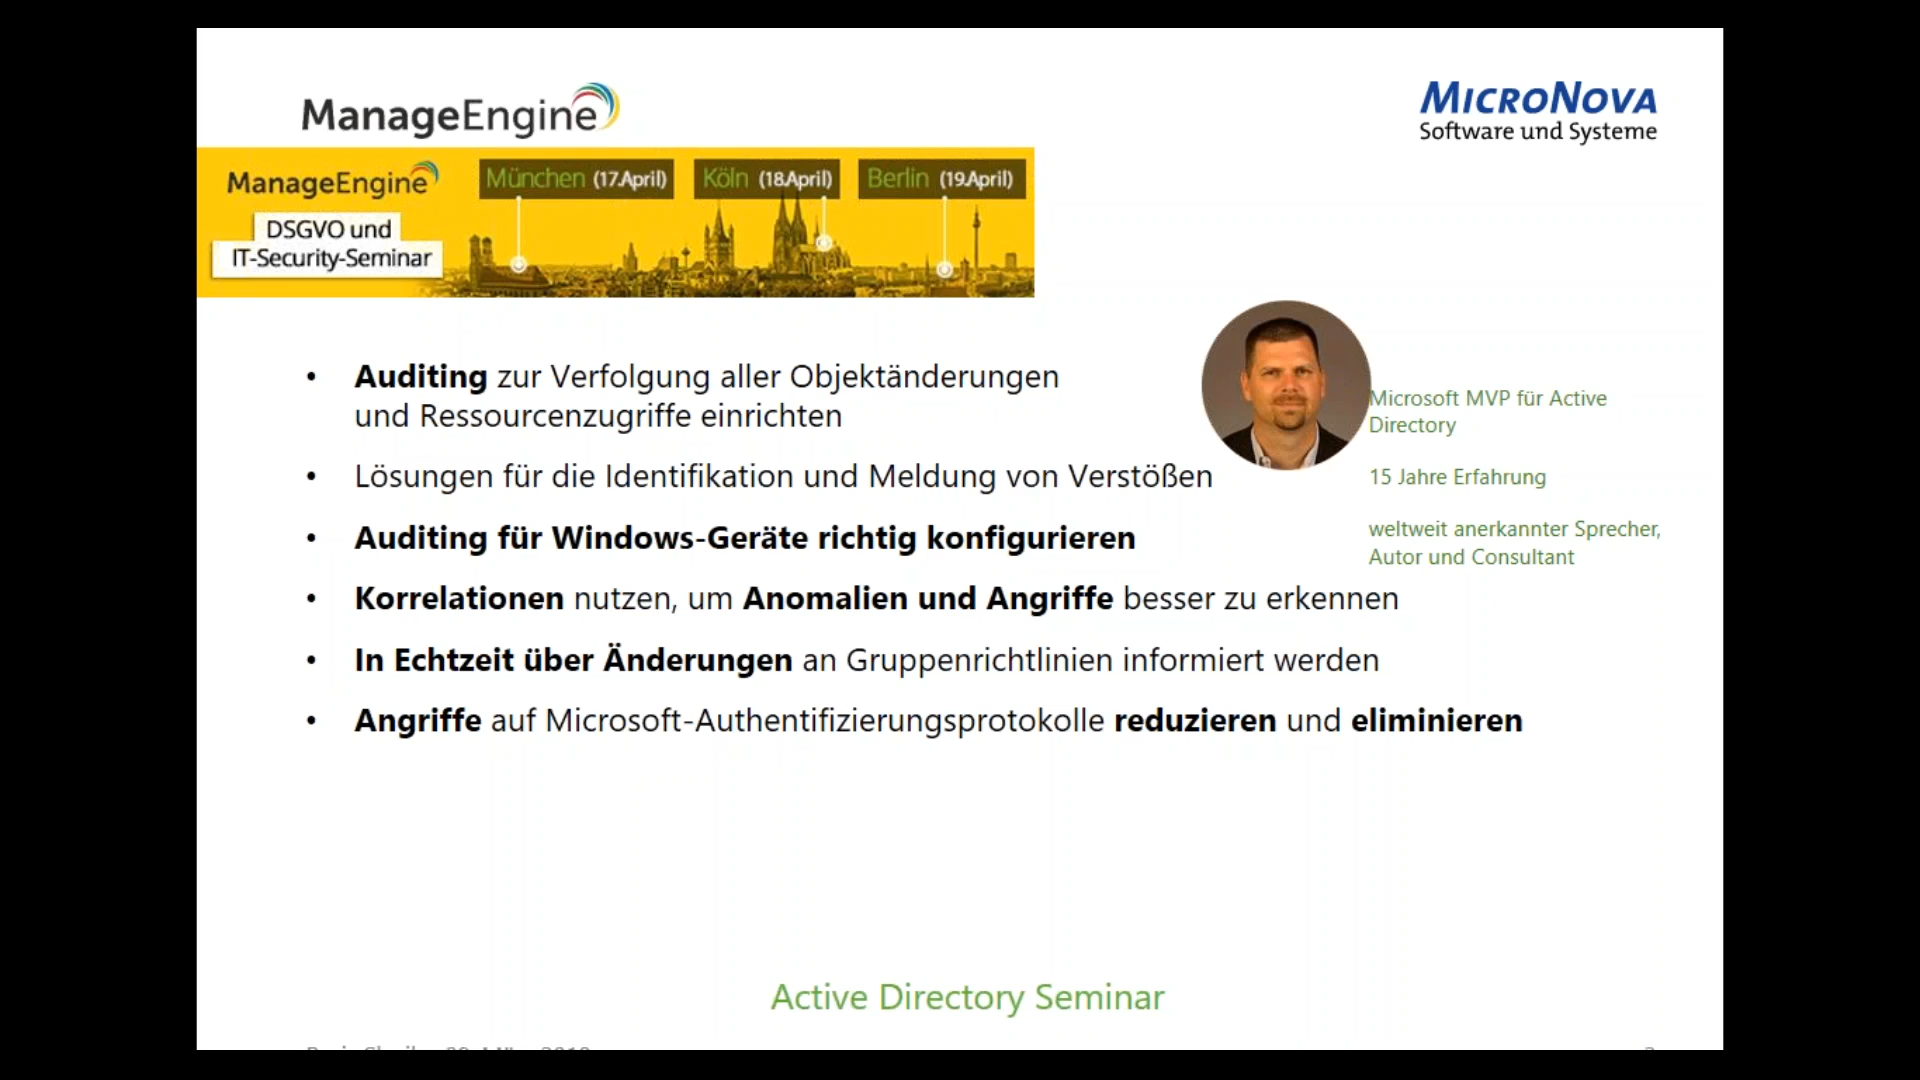 ManageEngine
MICRONOVA
Software und Systeme
ManageEngine
München (17.April)
Köln (18.April)
Berlin (19.April)
DSGVO und
IT-Security-Seminar
• Auditing zur Verfolgung aller Objektänderungen
und Ressourcenzugriffe einrichten
• Lösungen für die Identifikation und Meldung von Verstößen
• Auditing für Windows-Geräte richtig konfigurieren
• Korrelationen nutzen, um Anomalien und Angriffe besser zu erkennen
• In Echtzeit über Änderungen an Gruppenrichtlinien informiert werden
• Angriffe auf Microsoft-Authentifizierungsprotokolle reduzieren und eliminieren
Microsoft MVP für Active
Directory
15 Jahre Erfahrung
weltweit anerkannter Sprecher,
Autor und Consultant
Active Directory Seminar